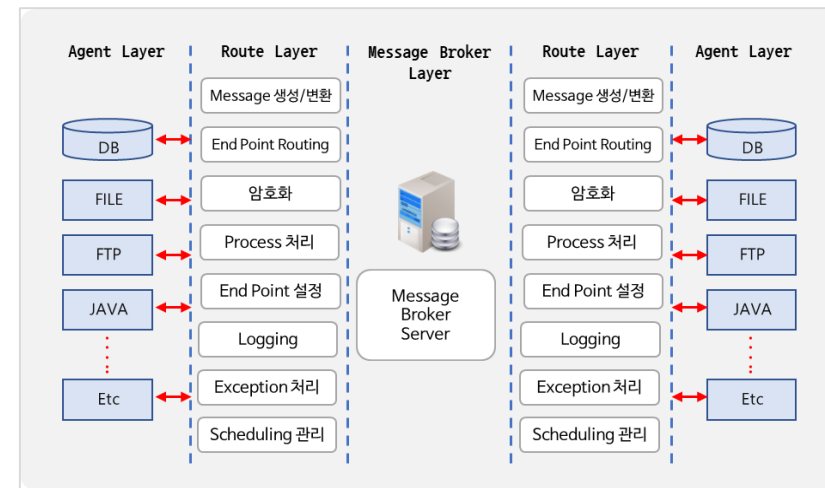 Agent Layer
Route Layer
Message Broker
Layer
Route Layer
Agent Layer
Message 생성/변환
End Point Routing
암호화
Process 처리
End Point 설정
Logging
Exception 처리
Scheduling 관리
DB
FILE
FTP
JAVA
Etc
Message
Broker
Server
Message 생성/변환
End Point Routing
암호화
Process 처리
End Point 설정
Logging
Exception 처리
Scheduling 관리
DB
FILE
FTP
JAVA
Etc